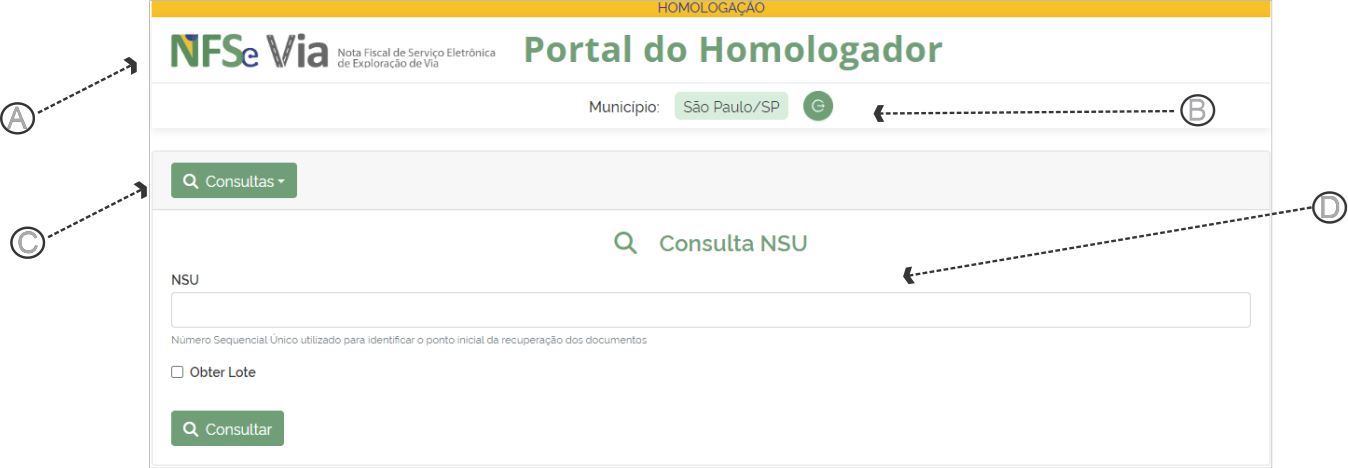 HOMOLOGAÇÃO
NFSe Via Nota Fiscal de Serviço Eletrônica
de Exploração de Via
Portal do Homologador
A
Município: São Paulo/SP
B
Consultas
C
D
Consulta NSU
NSU
Número Sequencial Único utilizado para identificar o ponto inicial da recuperação dos documentos
Obter Lote
Consultar